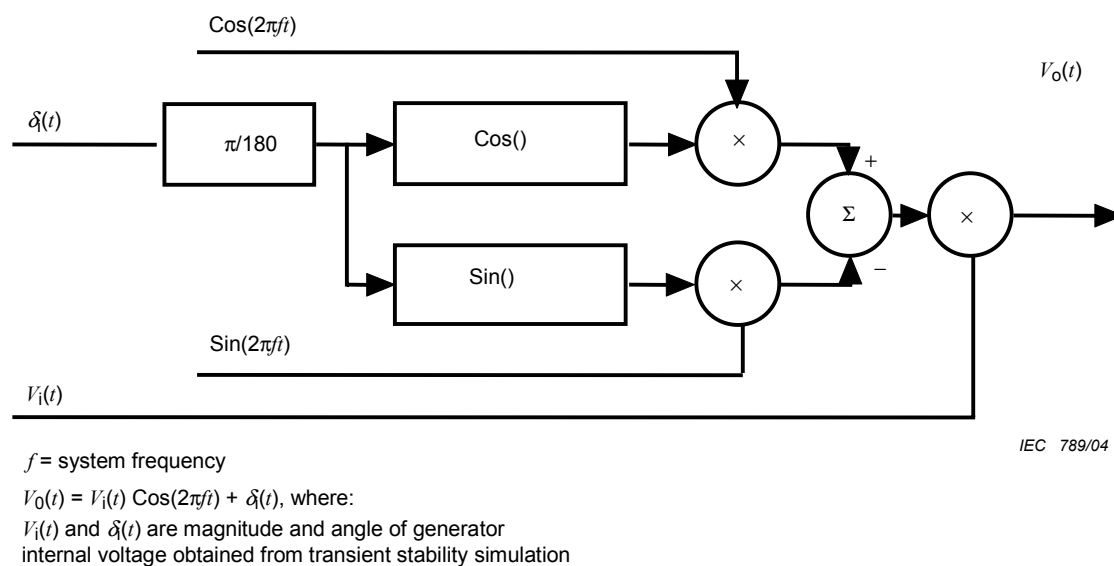 Cos(2πft)
Vo(t)
δi(t)
π/180
Cos()
×
+
Σ
×
−
Sin()
×
Sin(2πft)
Vi(t)
IEC 789/04
f = system frequency
V0(t) = Vi(t) Cos(2πft) + δi(t), where:
Vi(t) and δi(t) are magnitude and angle of generator
internal voltage obtained from transient stability simulation